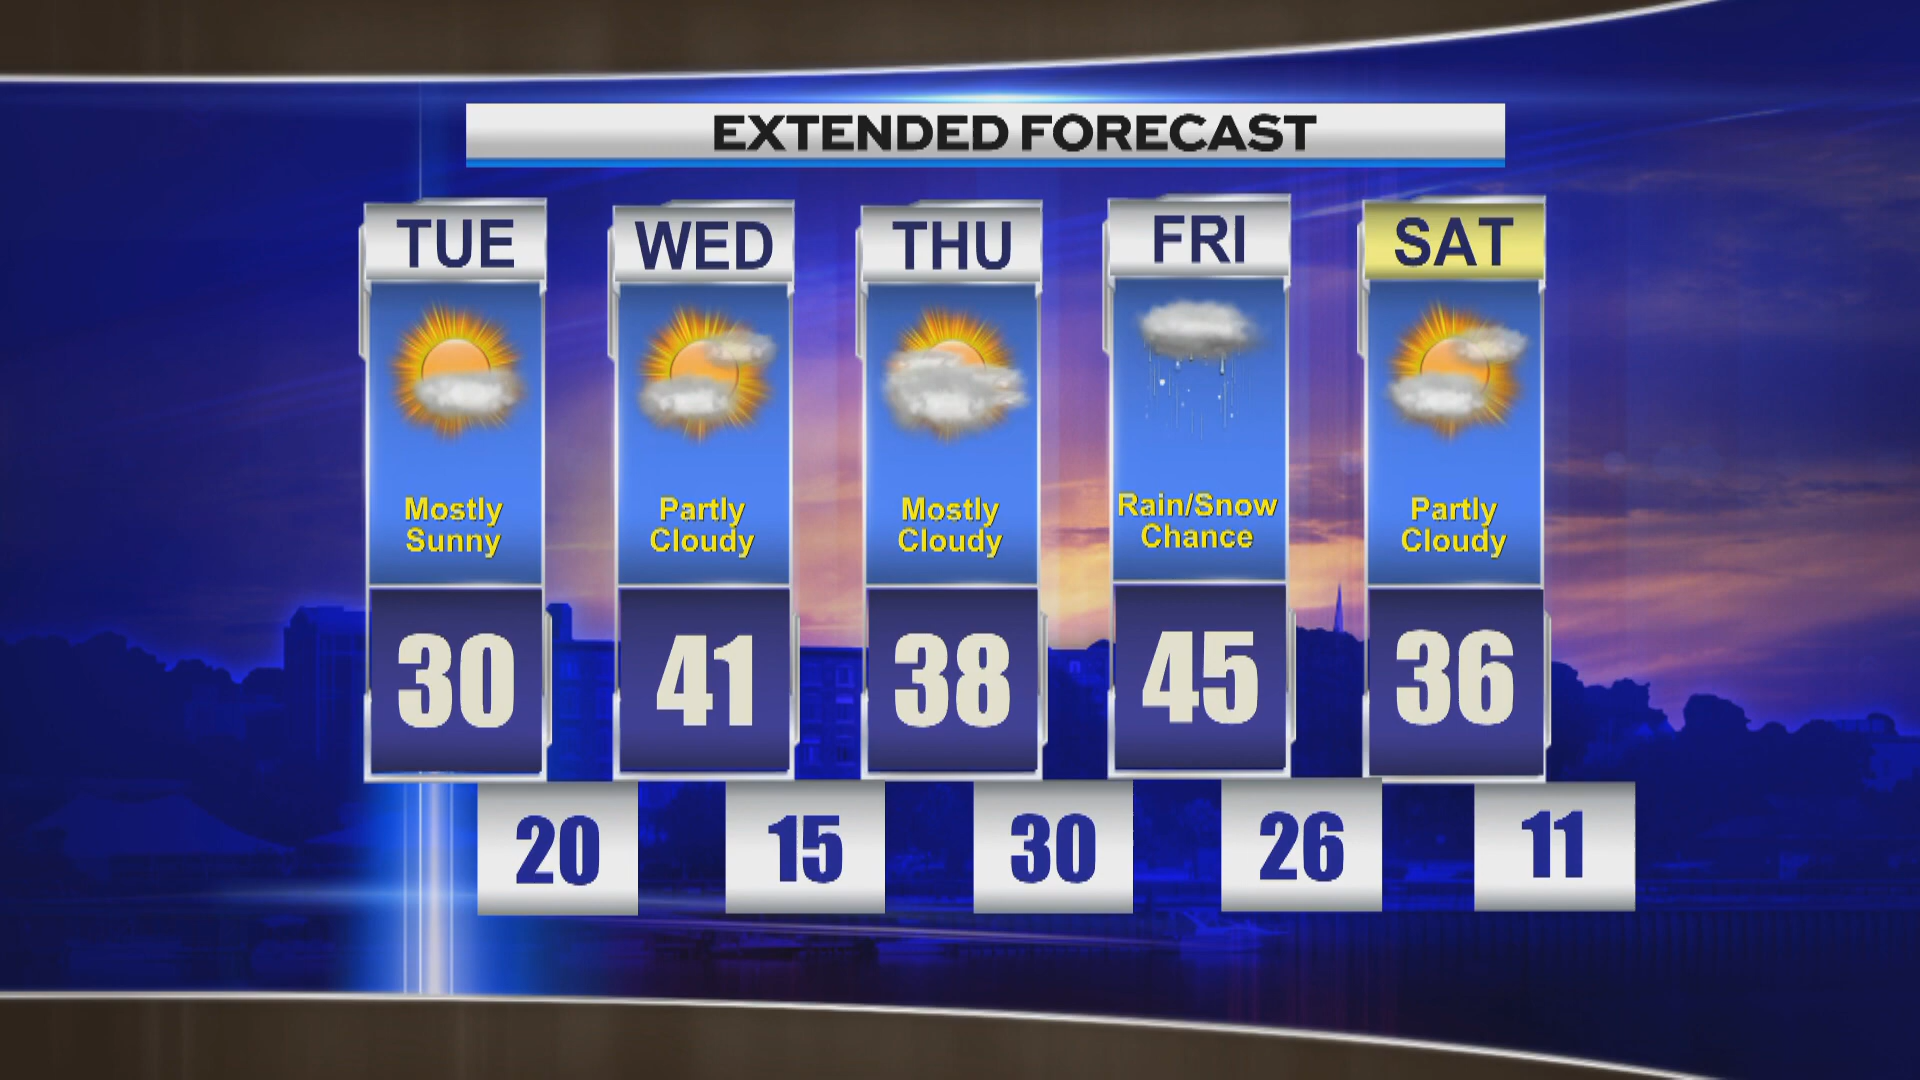 EXTENDED FORECAST
TUE
Mostly
Sunny
30
20
WED
Partly
Cloudy
41
15
THU
Mostly
Cloudy
38
30
FRI
Rain/Snow
Chance
45
26
SAT
Partly
Cloudy
36
11